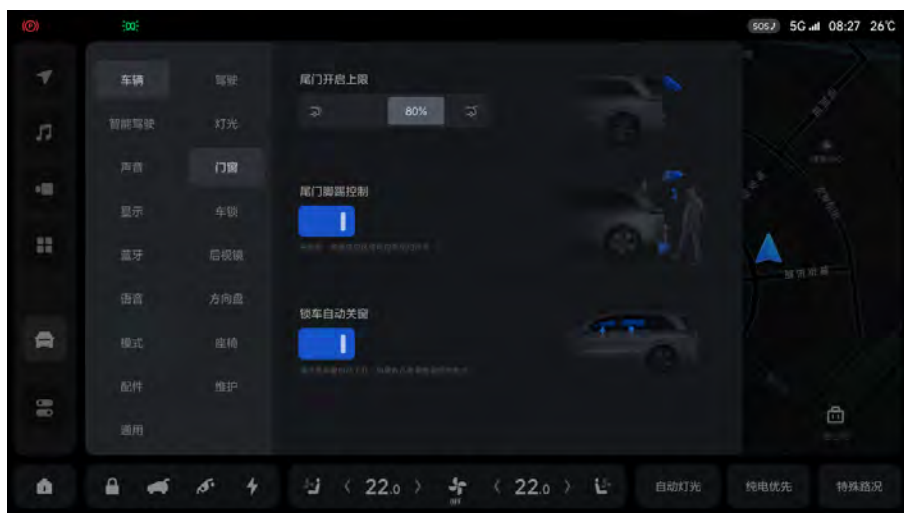 SOS 5G 08:27 26℃
车辆 驾驶
智能驾驶 灯光
声音 门窗
显示 车锁
蓝牙 后视镜
语音 方向盘
模式 座椅
配件 维护
通用
尾门开启上限
80%
尾门脚踢控制
锁车自动关窗
22.0 OFF 22.0
自动灯光 纯电优先 特殊路况